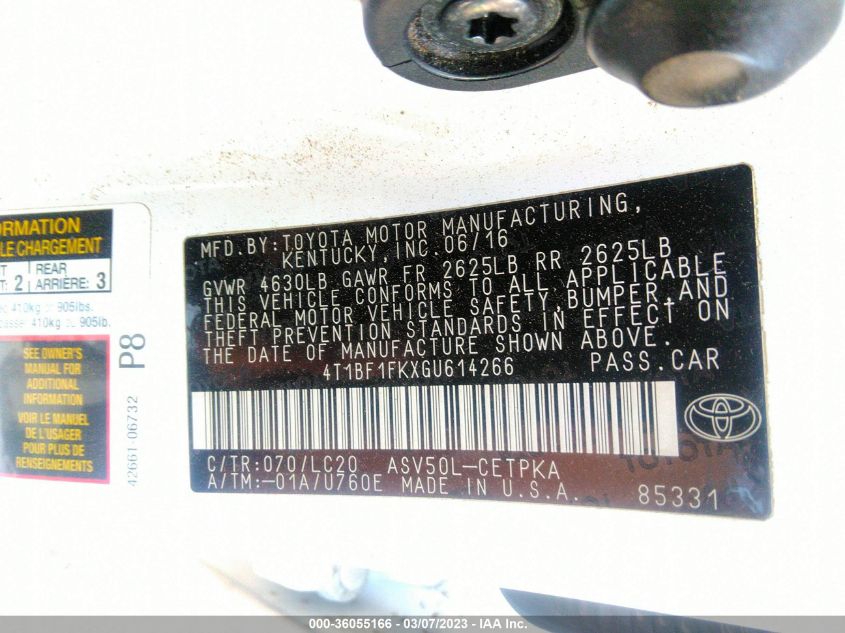 ORMATION
LE CHARGEMENT
REAR
2 ARRIÈRE: 3
410kg 905lbs.
410kg ou 905lb.
SEE OWNER'S
MANUAL FOR
ADDITIONAL
INFORMATION
VOIR LE MANUEL
DE L'USAGER
POUR PLUS DE
RENSEIGNEMENTS
P8
42661-06732
MFD.BY:TOYOTA MOTOR MANUFACTURING,
KENTUCKY,INC.06/16
GVWR 4630LB GAWR FR 2625LB RR 2625LB
THIS VEHICLE CONFORMS TO ALL APPLICABLE
FEDERAL MOTOR VEHICLE SAFETY,BUMPER,AND
THEFT PREVENTION STANDARDS IN EFFECT ON
THE DATE OF MANUFACTURE SHOWN ABOVE.
4T1BF1FKXGU614266 PASS.CAR
C/TR:070/LC20 ASV50L-CETPKA
A/TM:-01A/U760E MADE IN U.S.A. 85331
000-36055166 - 03/07/2023 - IAA Inc.